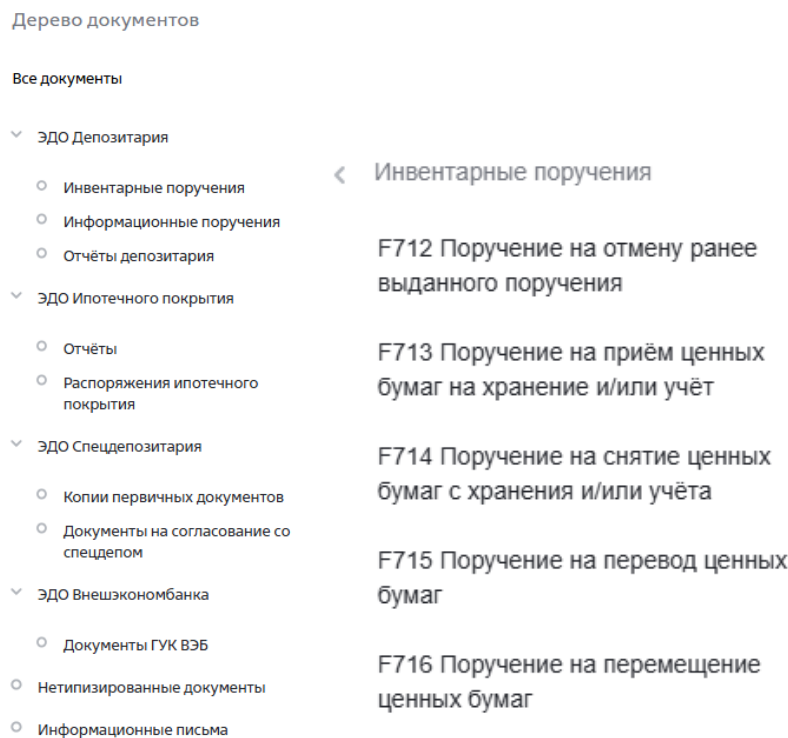 Дерево документов
Все документы
ЭДО Депозитария
Инвентарные поручения
Информационные поручения
Отчёты депозитария
ЭДО Ипотечного покрытия
Отчёты
Распоряжения ипотечного
покрытия
ЭДО Спецдепозитария
Копии первичных документов
Документы на согласование со
спецдепом
ЭДО Внешэкономбанка
Документы ГУК ВЭБ
Нетипизированные документы
Информационные письма
Инвентарные поручения
F712 Поручение на отмену ранее
выданного поручения
F713 Поручение на приём ценных
бумаг на хранение и/или учёт
F714 Поручение на снятие ценных
бумаг с хранения и/или учёта
F715 Поручение на перевод ценных
бумаг
F716 Поручение на перемещение
ценных бумаг